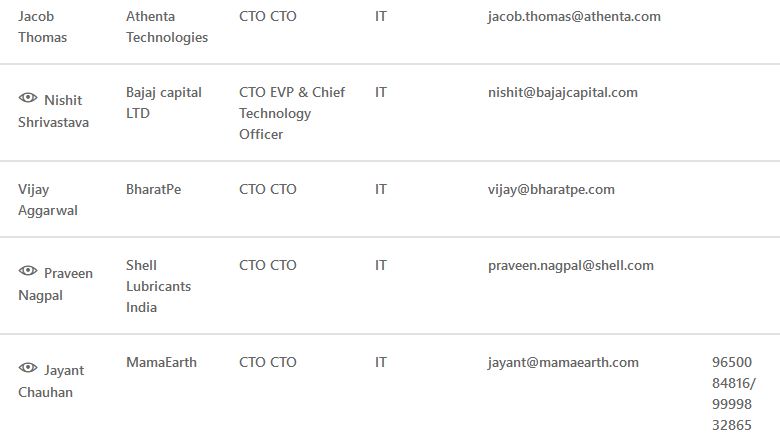 Jacob Thomas Athenta Technologies CTO CTO IT jacob.thomas@athenta.com
Nishit Shrivastava Bajaj capital LTD CTO EVP & Chief Technology Officer IT nishit@bajajcapital.com
Vijay Aggarwal BharatPe CTO CTO IT vijay@bharatpe.com
Praveen Nagpal Shell Lubricants India CTO CTO IT praveen.nagpal@shell.com
Jayant Chauhan MamaEarth CTO CTO IT jayant@mamaearth.com 96500 84816/ 99998 32865